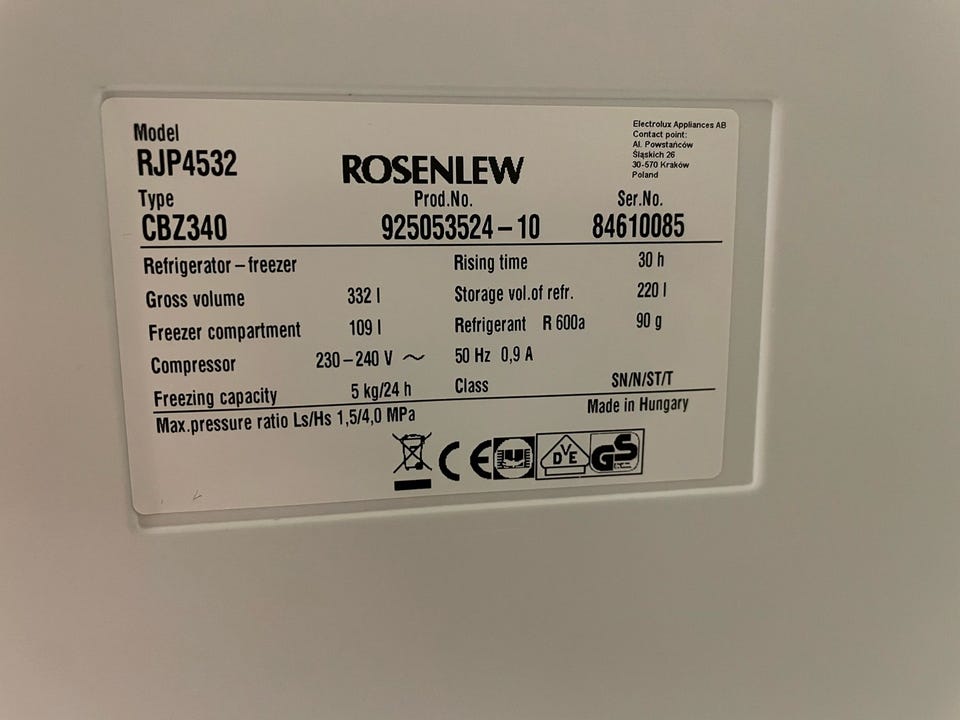 Model
RJP4532
ROSENLEW
Electrolux Appliances AB
Contact point:
Al. Powstańców
Śląskich 26
30-570 Kraków
Poland
Type Prod.No. Ser.No.
CBZ340 925053524-10 84610085
Refrigerator-freezer Rising time 30 h
Gross volume 332 l Storage vol.of refr. 220 l
Freezer compartment 109 l Refrigerant R 600a 90 g
Compressor 230-240 V ~ 50 Hz 0,9 A
Freezing capacity 5 kg/24 h Class SN/N/ST/T
Max.pressure ratio Ls/Hs 1,5/4,0 MPa Made in Hungary
CE DVE GS